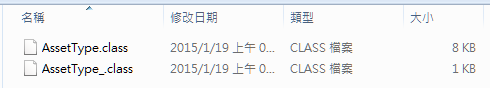 名稱 修改日期 類型 大小
AssetType.class 2015/1/19 上午 0... CLASS 檔案 8 KB
AssetType_.class 2015/1/19 上午 0... CLASS 檔案 1 KB